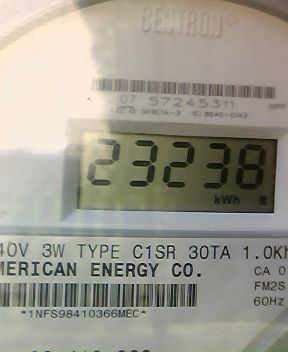 CENTRON®
07 57245311
23238
kWh
40V 3W TYPE C1SR 30TA 1.0Kh
MERICAN ENERGY CO.
CA 0
FM2S
60Hz
*1NFS98410366MEC*